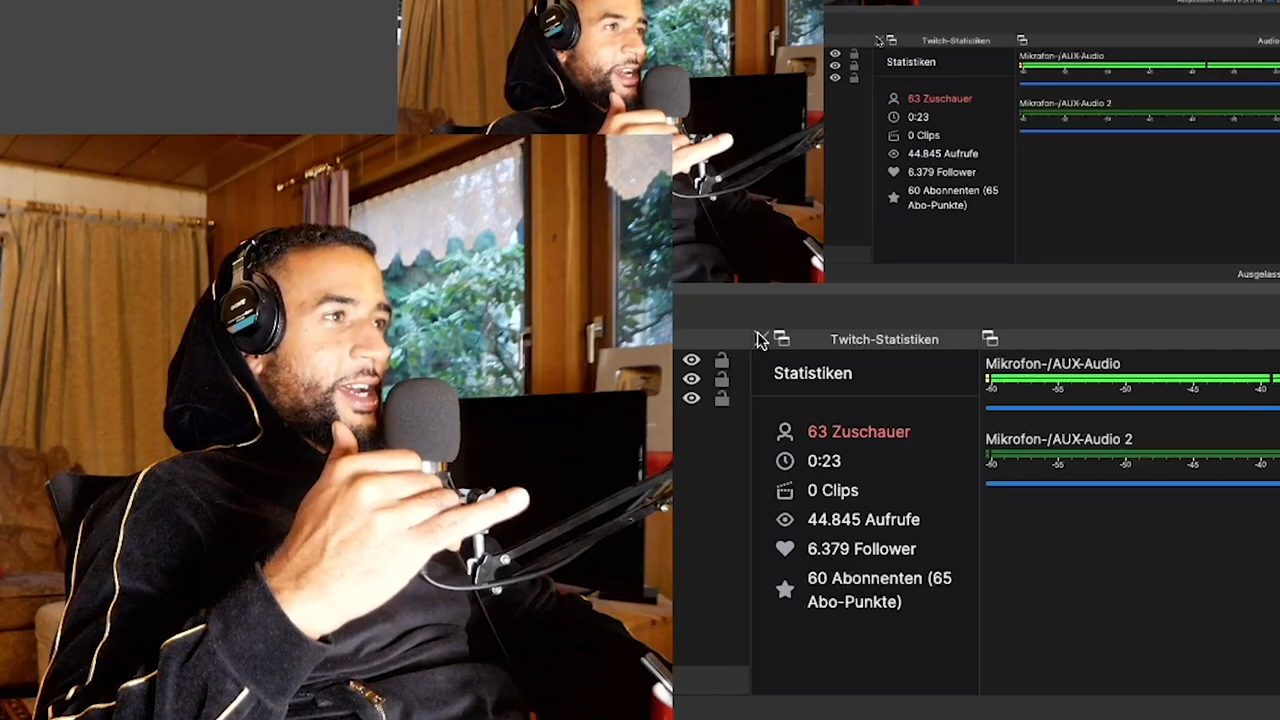 Twitch-Statistiken
Audio
Statistiken
Mikrofon-/AUX-Audio
63 Zuschauer
0:23
Mikrofon-/AUX-Audio 2
0 Clips
44.845 Aufrufe
6.379 Follower
60 Abonnenten (65
Abo-Punkte)
Ausgelass
Twitch-Statistiken
Statistiken
Mikrofon-/AUX-Audio
-60 -55 -50 -45 -40
63 Zuschauer
Mikrofon-/AUX-Audio 2
0:23
-60 -55 -50 -45 -40
0 Clips
44.845 Aufrufe
6.379 Follower
60 Abonnenten (65
Abo-Punkte)